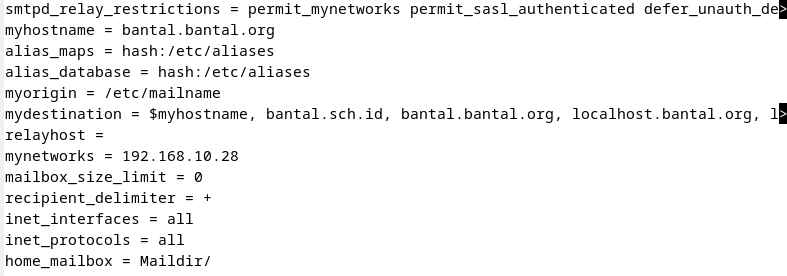 smtpd_relay_restrictions = permit_mynetworks permit_sasl_authenticated defer_unauth_de>
myhostname = bantal.bantal.org
alias_maps = hash:/etc/aliases
alias_database = hash:/etc/aliases
myorigin = /etc/mailname
mydestination = $myhostname, bantal.sch.id, bantal.bantal.org, localhost.bantal.org, l>
relayhost =
mynetworks = 192.168.10.28
mailbox_size_limit = 0
recipient_delimiter = +
inet_interfaces = all
inet_protocols = all
home_mailbox = Maildir/